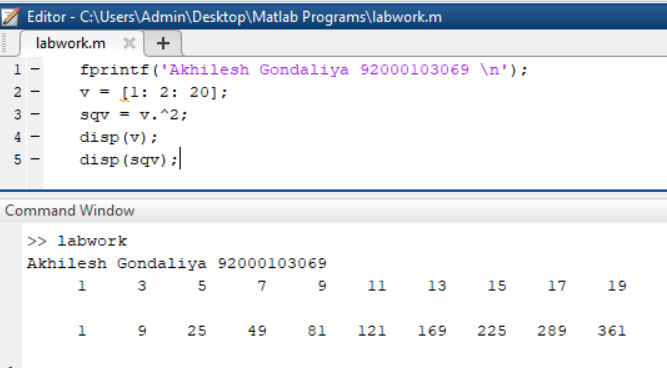 Editor - C:\Users\Admin\Desktop\Matlab Programs\labwork.m
labwork.m × +
1 - fprintf('Akhilesh Gondaliya 92000103069 \n');
2 - v = [1: 2: 20];
3 - sqv = v.^2;
4 - disp(v);
5 - disp(sqv);
Command Window
>> labwork
Akhilesh Gondaliya 92000103069
1 3 5 7 9 11 13 15 17 19
1 9 25 49 81 121 169 225 289 361